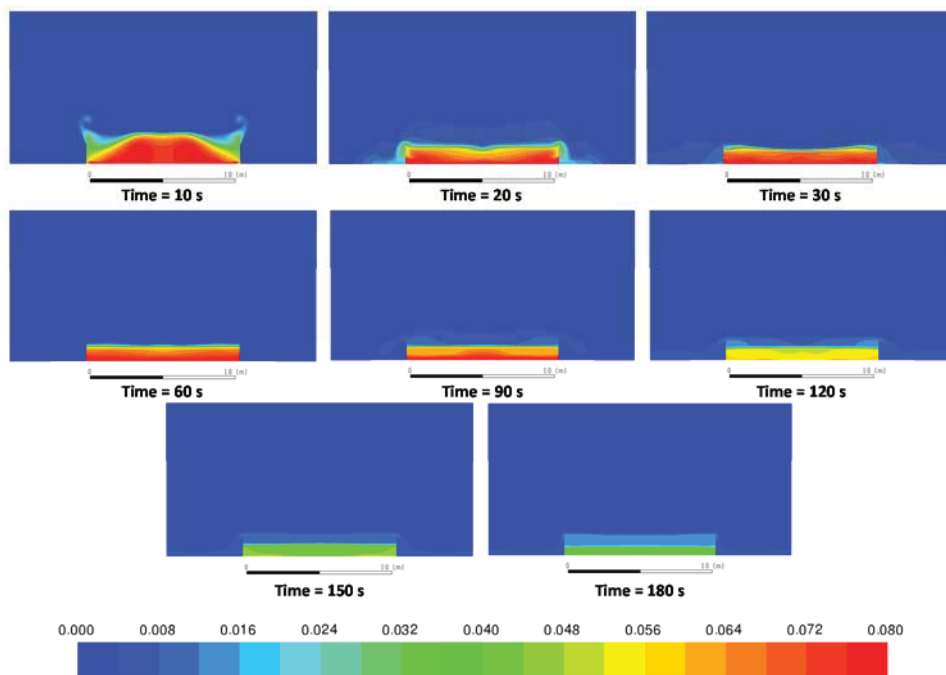 0 10 (m) 0 10 (m) 0 10 (m)
Time = 10 s Time = 20 s Time = 30 s
0 10 (m) 0 10 (m) 0 10 (m)
Time = 60 s Time = 90 s Time = 120 s
0 10 (m) 0 10 (m)
Time = 150 s Time = 180 s
0.000 0.008 0.016 0.024 0.032 0.040 0.048 0.056 0.064 0.072 0.080